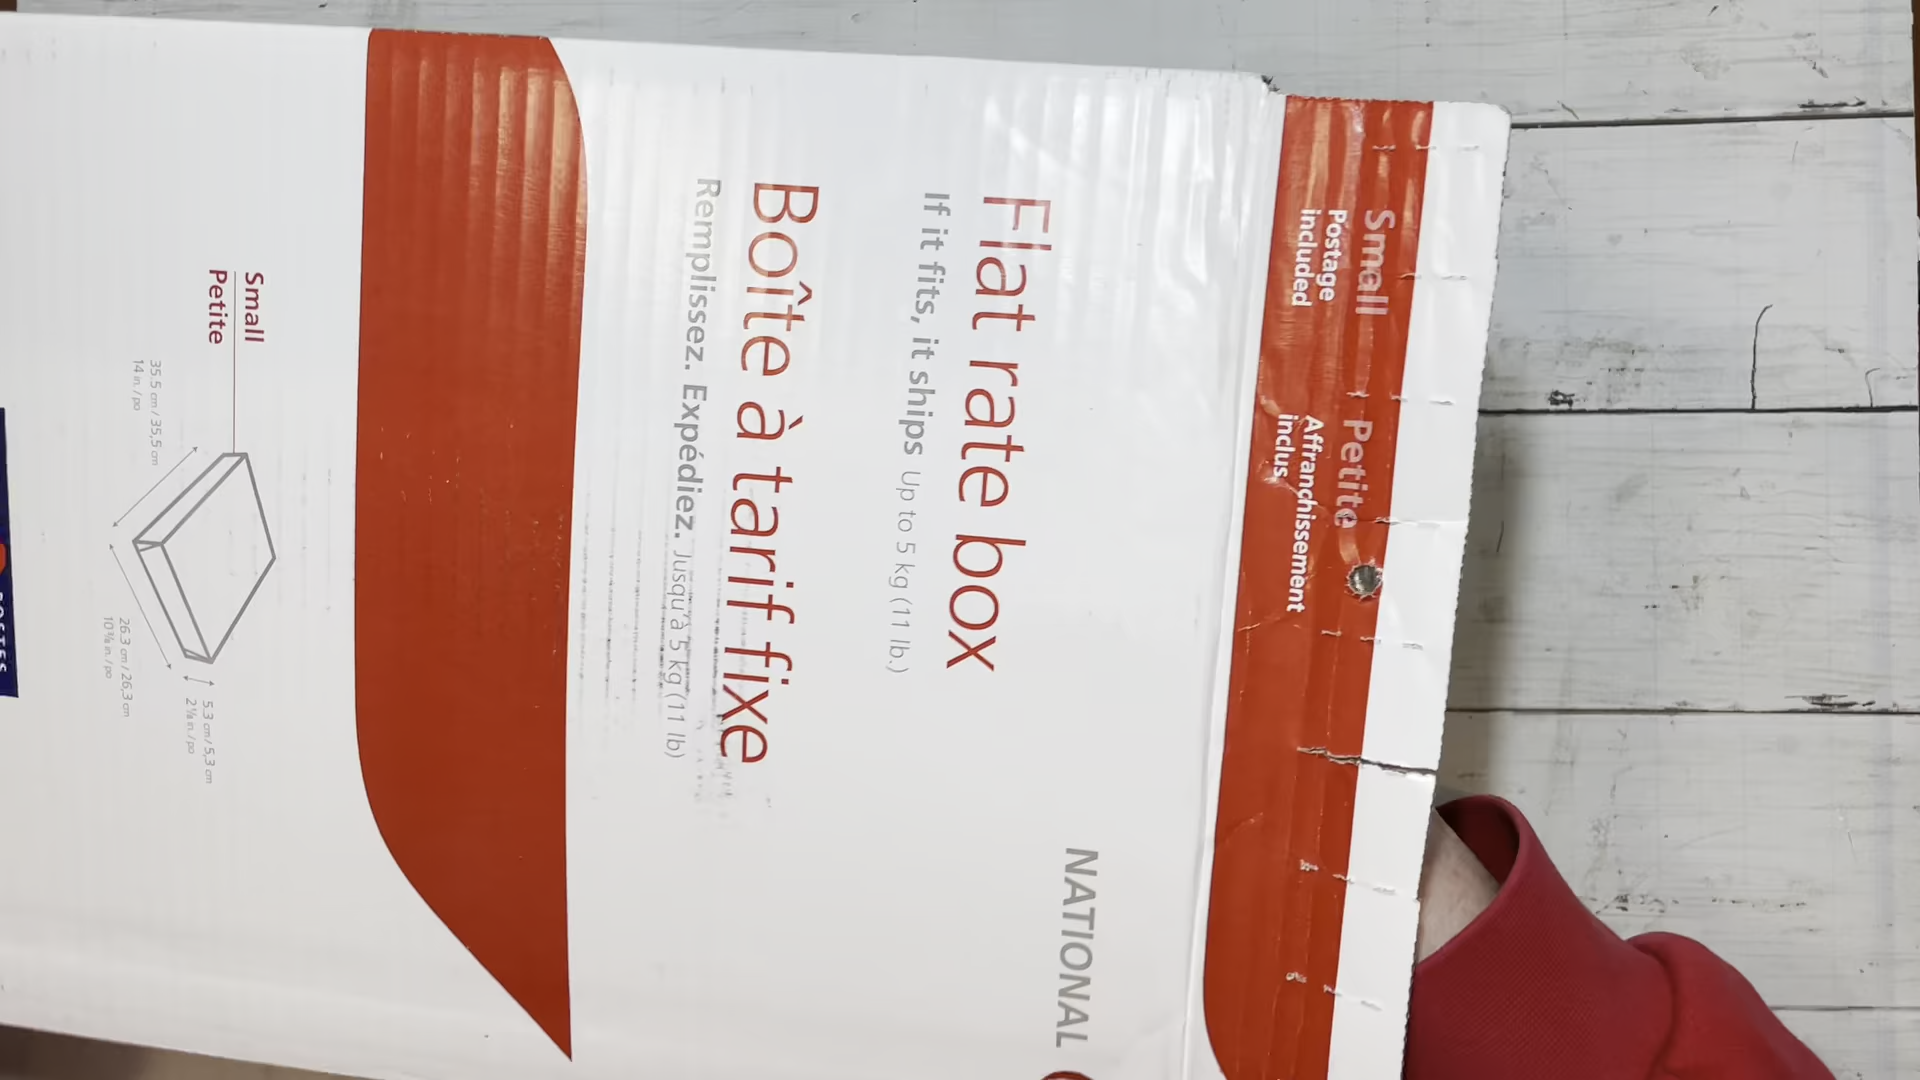 Small
Postage
included
Petite
Affranchissement
inclus
Flat rate box
If it fits, it ships Up to 5 kg (11 lb.)
NATIONAL
Boîte à tarif fixe
Remplissez. Expédiez. Jusqu'à 5 kg (11 lb)
Small
Petite
35.5 cm / 35,5 cm
14 in. / po
26.3 cm / 26,3 cm
10 3/8 in. / po
5.3 cm / 5,3 cm
2 1/8 in. / po
POSTES